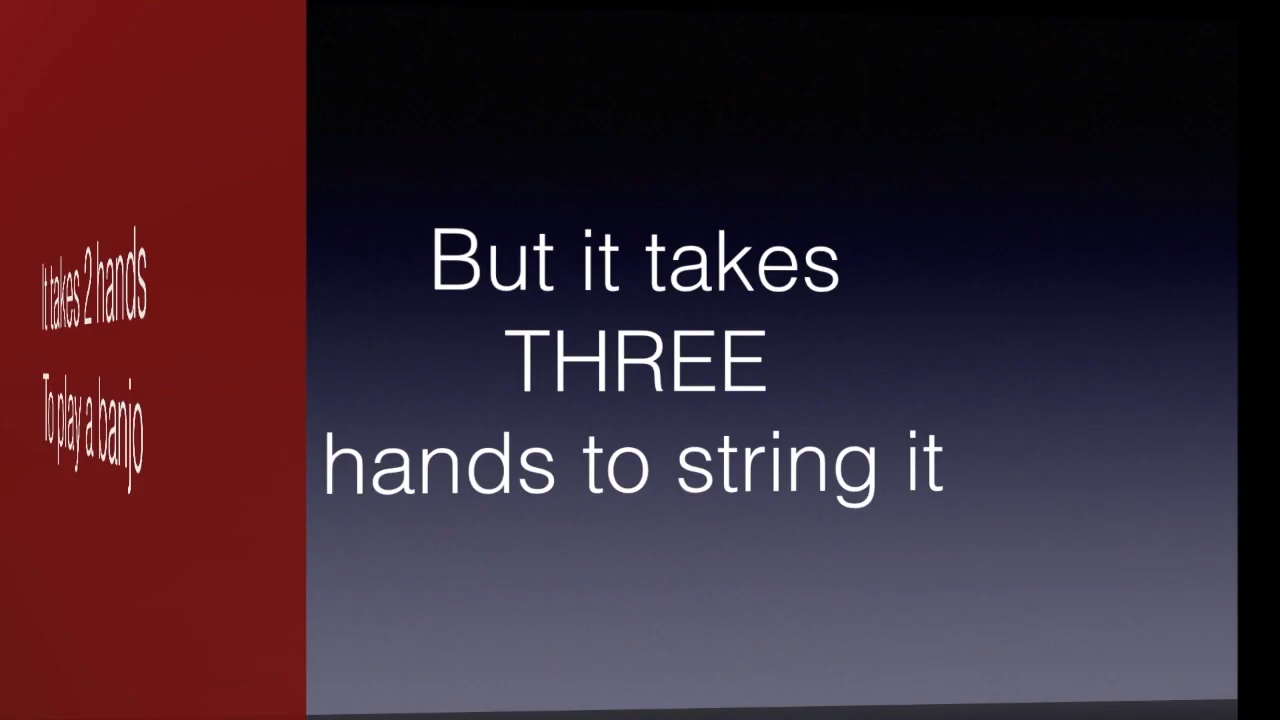 It takes 2 hands
To play a banjo
But it takes
THREE
hands to string it